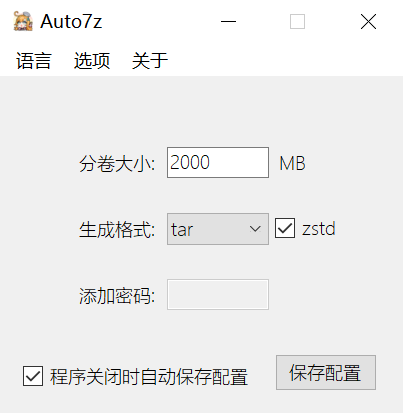 Auto7z
语言 选项 关于
分卷大小: 2000 MB
生成格式: tar zstd
添加密码:
程序关闭时自动保存配置 保存配置